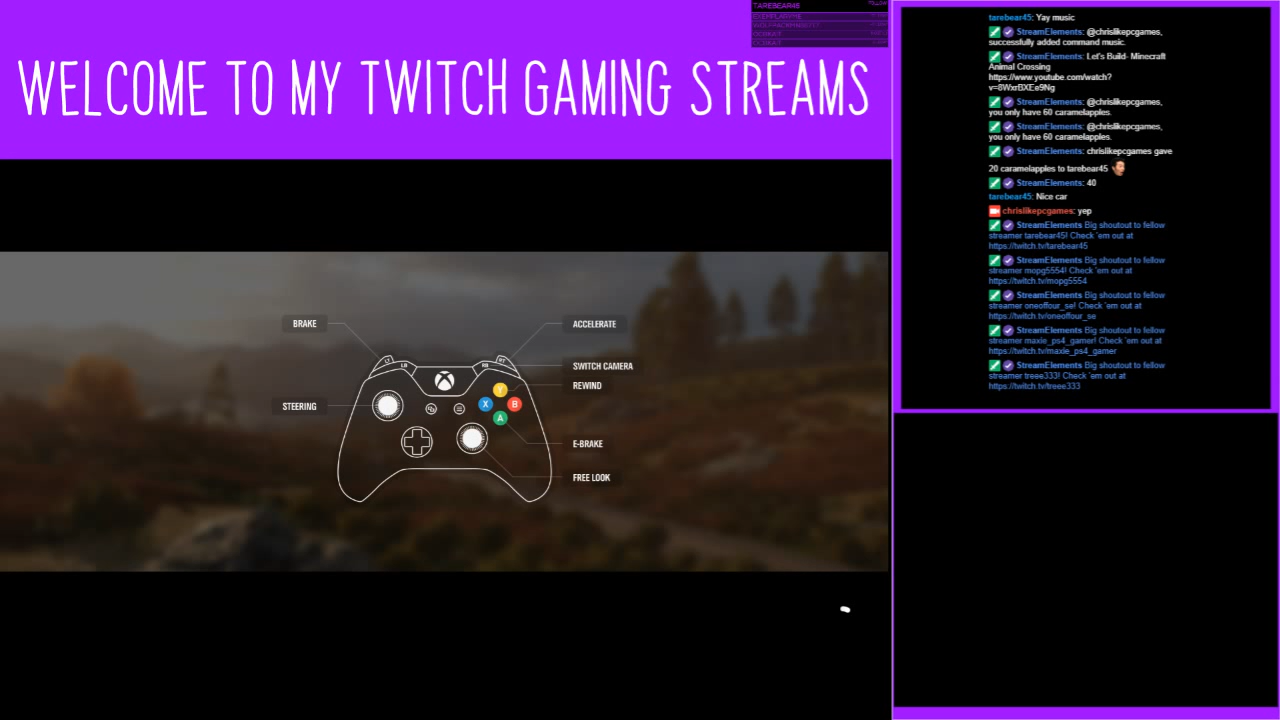 TAREBEAR45
FOLLOW
WELCOME TO MY TWITCH GAMING STREAMS
BRAKE
ACCELERATE
SWITCH CAMERA
REWIND
STEERING
E-BRAKE
FREE LOOK
LT
RT
LB
RB
Y
X
B
A
tarebear45: Yay music
StreamElements: @chrislikepcgames,
successfully added command music.
StreamElements: Let's Build- Minecraft
Animal Crossing
https://www.youtube.com/watch?
v=8WxrBXEe9Ng
StreamElements: @chrislikepcgames,
you only have 60 caramelapples.
StreamElements: @chrislikepcgames,
you only have 60 caramelapples.
StreamElements: chrislikepcgames gave
20 caramelapples to tarebear45
StreamElements: 40
tarebear45: Nice car
chrislikepcgames: yep
StreamElements Big shoutout to fellow
streamer tarebear45! Check 'em out at
https://twitch.tv/tarebear45
StreamElements Big shoutout to fellow
streamer mopg5554! Check 'em out at
https://twitch.tv/mopg5554
StreamElements Big shoutout to fellow
streamer oneoffour_se! Check 'em out at
https://twitch.tv/oneoffour_se
StreamElements Big shoutout to fellow
streamer maxie_ps4_gamer! Check 'em out at
https://twitch.tv/maxie_ps4_gamer
StreamElements Big shoutout to fellow
streamer treee333! Check 'em out at
https://twitch.tv/treee333